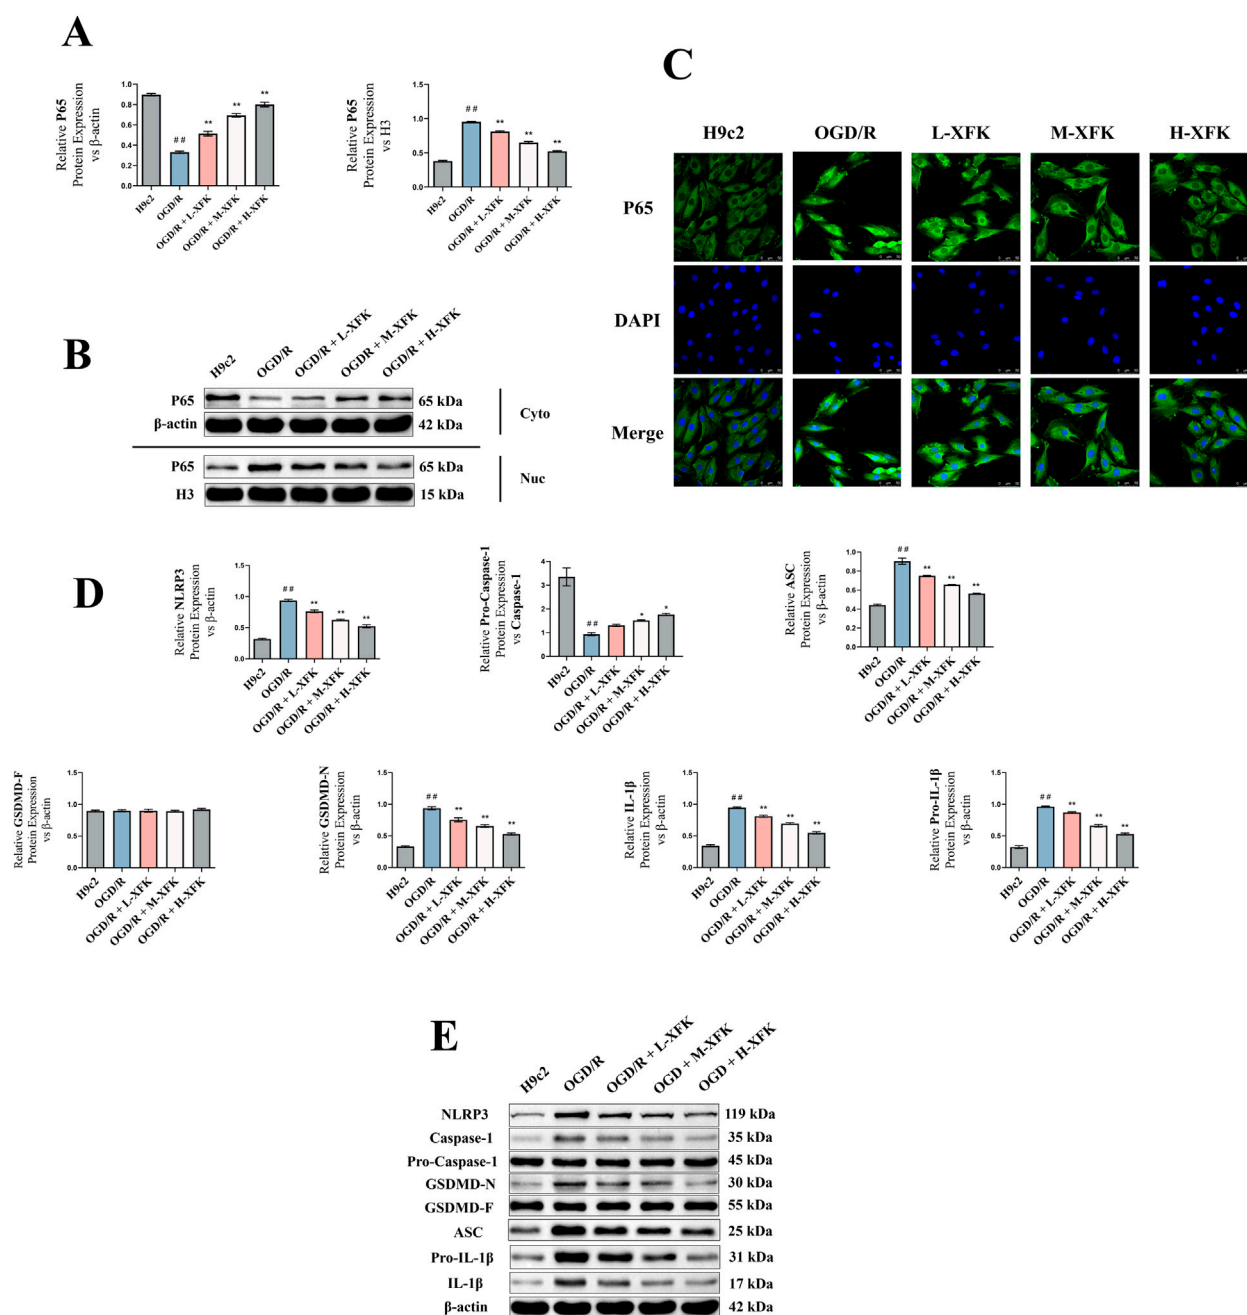 A
Relative P65
Protein Expression
vs β-actin
1.0
0.8
0.6
0.4
0.2
0.0
##
**
**
**
H9c2
OGD/R
OGD/R + L-XFK
OGD/R + M-XFK
OGD/R + H-XFK
Relative P65
Protein Expression
vs H3
1.5
1.0
0.5
0.0
##
**
**
**
H9c2
OGD/R
OGD/R + L-XFK
OGD/R + M-XFK
OGD/R + H-XFK
B
H9c2
OGD/R
OGD/R + L-XFK
OGDR + M-XFK
OGD/R + H-XFK
P65 65 kDa
β-actin 42 kDa
Cyto
P65 65 kDa
H3 15 kDa
Nuc
C
H9c2 OGD/R L-XFK M-XFK H-XFK
P65
DAPI
Merge
D
Relative NLRP3
Protein Expression
vs β-actin
1.5
1.0
0.5
0.0
##
**
**
**
H9c2
OGD/R
OGD/R + L-XFK
OGD/R + M-XFK
OGD/R + H-XFK
Relative Pro-Caspase-1
Protein Expression
vs Caspase-1
4
3
2
1
0
##
*
*
H9c2
OGD/R
OGD/R + L-XFK
OGD/R + M-XFK
OGD/R + H-XFK
Relative ASC
Protein Expression
vs β-actin
1.0
0.8
0.6
0.4
0.2
0.0
##
**
**
**
H9c2
OGD/R
OGD/R + L-XFK
OGD/R + M-XFK
OGD/R + H-XFK
Relative GSDMD-F
Protein Expression
vs β-actin
1.5
1.0
0.5
0.0
H9c2
OGD/R
OGD/R + L-XFK
OGD/R + M-XFK
OGD/R + H-XFK
Relative GSDMD-N
Protein Expression
vs β-actin
1.5
1.0
0.5
0.0
##
**
**
**
H9c2
OGD/R
OGD/R + L-XFK
OGD/R + M-XFK
OGD/R + H-XFK
Relative IL-1β
Protein Expression
vs β-actin
1.5
1.0
0.5
0.0
##
**
**
**
H9c2
OGD/R
OGD/R + L-XFK
OGD/R + M-XFK
OGD/R + H-XFK
Relative Pro-IL-1β
Protein Expression
vs β-actin
1.5
1.0
0.5
0.0
##
**
**
**
H9c2
OGD/R
OGD/R + L-XFK
OGD/R + M-XFK
OGD/R + H-XFK
E
H9c2
OGD/R
OGD/R + L-XFK
OGD + M-XFK
OGD + H-XFK
NLRP3 119 kDa
Caspase-1 35 kDa
Pro-Caspase-1 45 kDa
GSDMD-N 30 kDa
GSDMD-F 55 kDa
ASC 25 kDa
Pro-IL-1β 31 kDa
IL-1β 17 kDa
β-actin 42 kDa